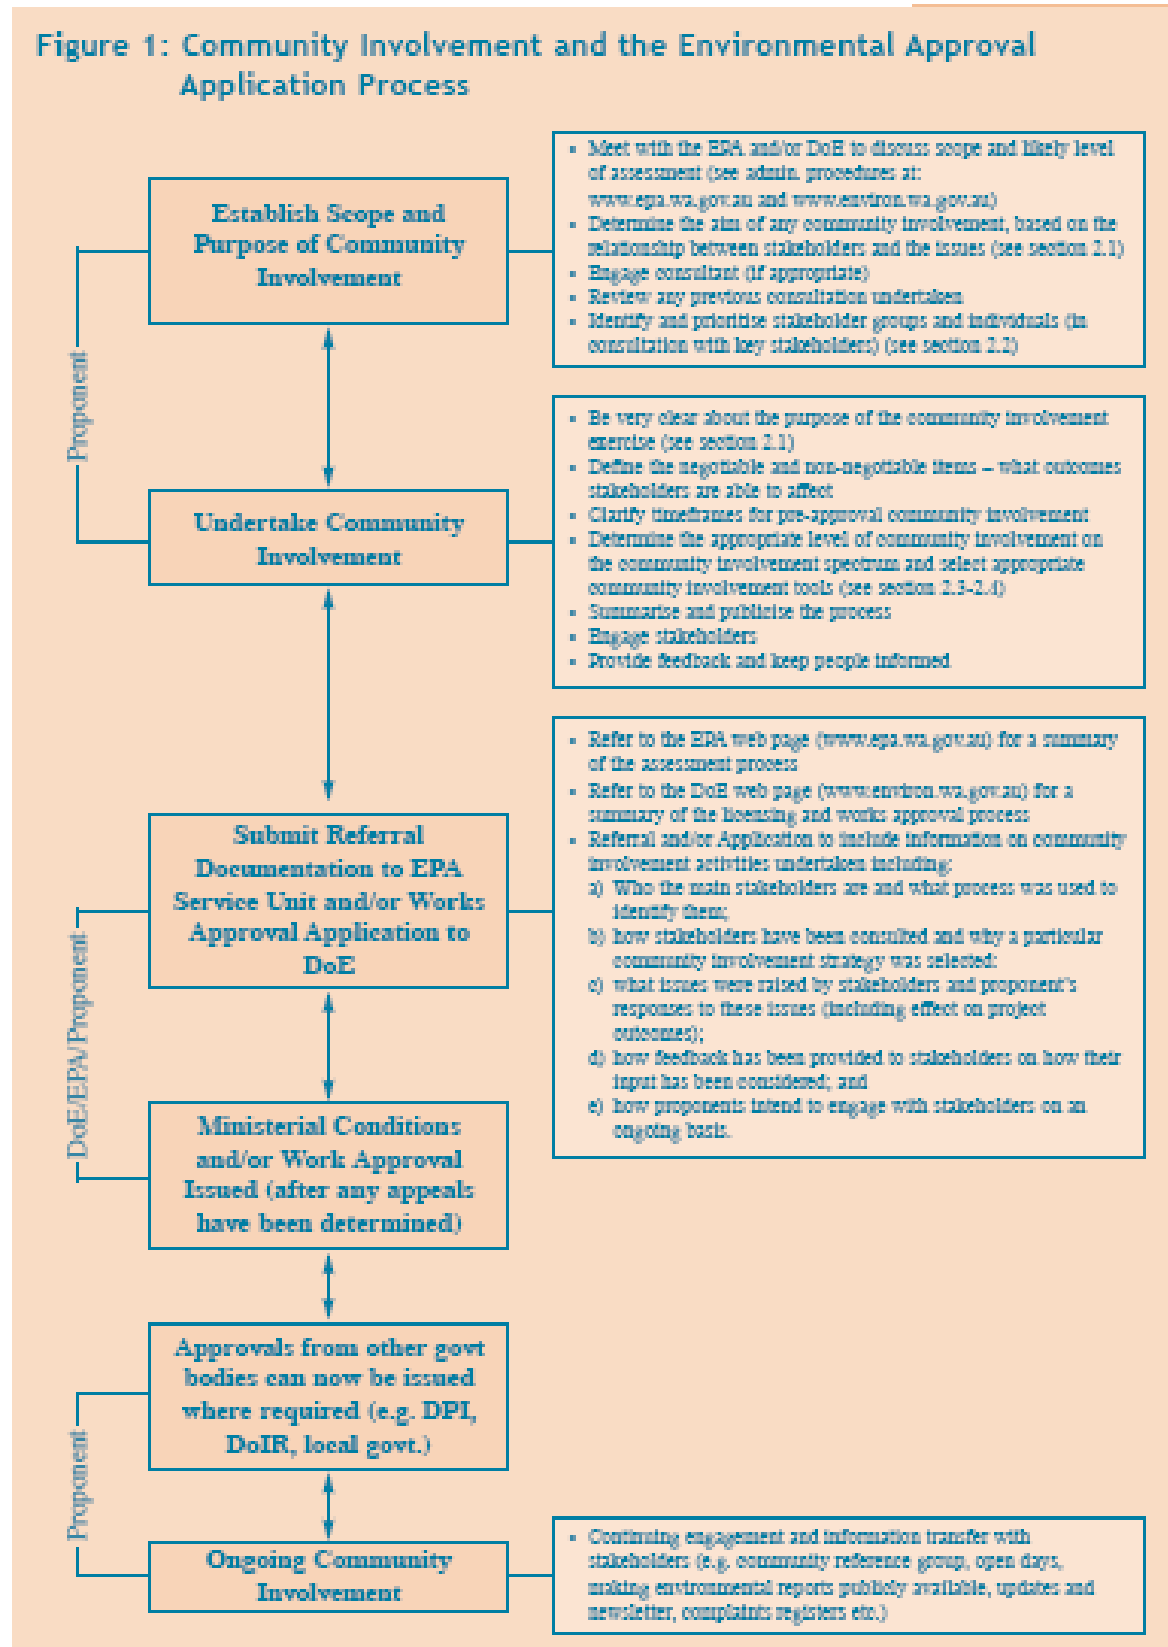 Figure 1: Community Involvement and the Environmental Approval
Application Process
Establish Scope and
Purpose of Community
Involvement
• Meet with the EPA and/or DoE to discuss scope and likely level
of assessment (see admin. procedures at:
www.epa.wa.gov.au and www.environ.wa.gov.au)
• Determine the aim of any community involvement, based on the
relationship between stakeholders and the issues (see section 2.1)
• Engage consultant (if appropriate)
• Review any previous consultation undertaken
• Identify and prioritise stakeholder groups and individuals (in
consultation with key stakeholders) (see section 2.2)
Proponent
Undertake Community
Involvement
• Be very clear about the purpose of the community involvement
exercise (see section 2.1)
• Define the negotiable and non-negotiable items – what outcomes
stakeholders are able to affect
• Clarify timeframes for pre-approval community involvement
• Determine the appropriate level of community involvement on
the community involvement spectrum and select appropriate
community involvement tools (see section 2.3-2.4)
• Summarise and publicise the process
• Engage stakeholders
• Provide feedback and keep people informed
Submit Referral
Documentation to EPA
Service Unit and/or Works
Approval Application to
DoE
• Refer to the EPA web page (www.epa.wa.gov.au) for a summary
of the assessment process
• Refer to the DoE web page (www.environ.wa.gov.au) for a
summary of the licensing and works approval process
• Referral and/or Application to include information on community
involvement activities undertaken including:
a) Who the main stakeholders are and what process was used to
identify them;
b) how stakeholders have been consulted and why a particular
community involvement strategy was selected:
c) what issues were raised by stakeholders and proponent's
responses to these issues (including effect on project
outcomes);
d) how feedback has been provided to stakeholders on how their
input has been considered; and
e) how proponents intend to engage with stakeholders on an
ongoing basis.
DoE/EPA/Proponent
Ministerial Conditions
and/or Work Approval
Issued (after any appeals
have been determined)
Approvals from other govt
bodies can now be issued
where required (e.g. DPI,
DoIR, local govt.)
Proponent
Ongoing Community
Involvement
• Continuing engagement and information transfer with
stakeholders (e.g. community reference group, open days,
making environmental reports publicly available, updates and
newsletter, complaints registers etc.)